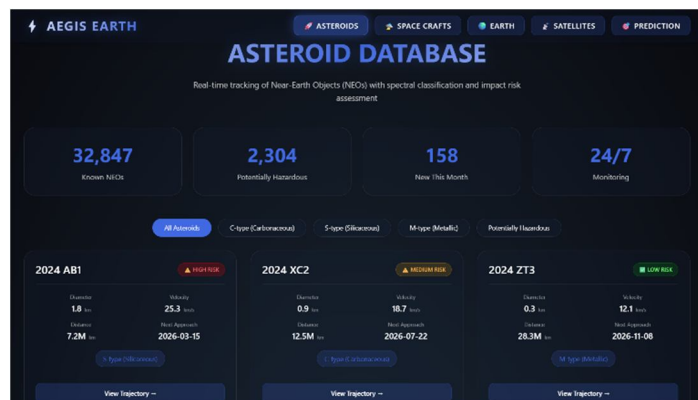 AEGIS EARTH
ASTEROIDS
SPACE CRAFTS
EARTH
SATELLITES
PREDICTION
ASTEROID DATABASE
Real-time tracking of Near-Earth Objects (NEOs) with spectral classification and impact risk
assessment
32,847
Known NEOs
2,304
Potentially Hazardous
158
New This Month
24/7
Monitoring
All Asteroids
C-type (Carbonaceous)
S-type (Silicaceous)
M-type (Metallic)
Potentially Hazardous
2024 AB1
HIGH RISK
Diameter
Velocity
1.8 km
25.3 km/s
Distance
Next Approach
7.2M km
2026-03-15
S-Type (Silicaceous)
View Trajectory →
2024 XC2
MEDIUM RISK
Diameter
Velocity
0.9 km
18.7 km/s
Distance
Next Approach
12.5M km
2026-07-22
C-Type (Carbonaceous)
View Trajectory →
2024 ZT3
LOW RISK
Diameter
Velocity
0.3 km
12.1 km/s
Distance
Next Approach
28.3M km
2026-11-08
M-Type (Metallic)
View Trajectory →